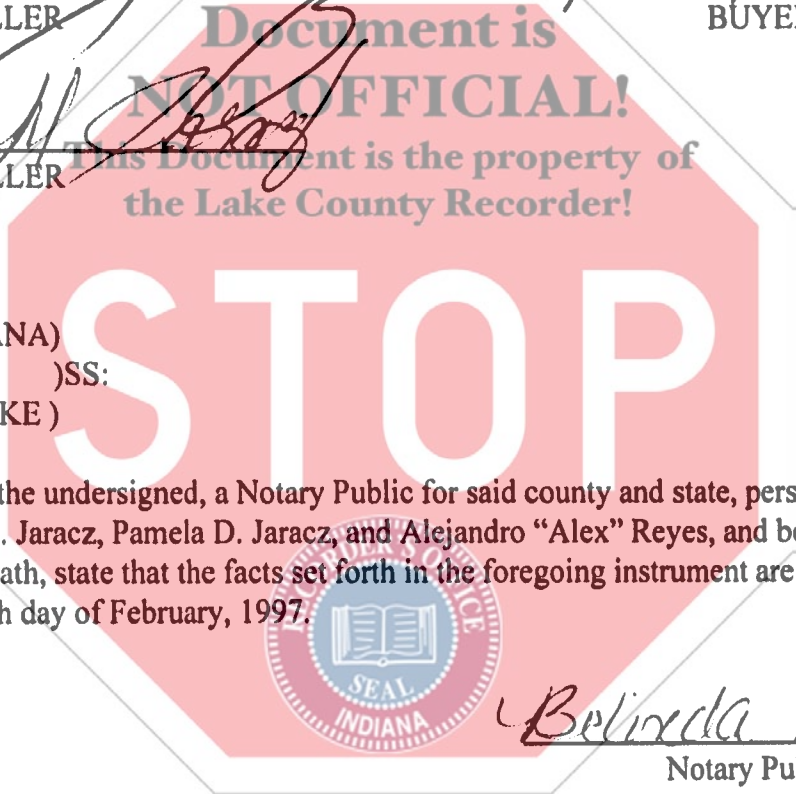 LLER
BUYE
Document is
NOT OFFICIAL!
This Document is the property of
LLER
the Lake County Recorder!
STOP
ANA)
)SS:
KE )
the undersigned, a Notary Public for said county and state, pers
. Jaracz, Pamela D. Jaracz, and Alejandro “Alex” Reyes, and be
ath, state that the facts set forth in the foregoing instrument are
h day of February, 1997.
RECORDER'S OFFICE
SEAL
INDIANA
Belinda
Notary Pu